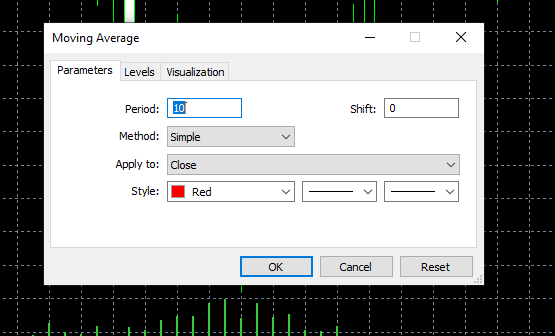 Moving Average
Parameters Levels Visualization
Period: 10 Shift: 0
Method: Simple
Apply to: Close
Style: Red
OK Cancel Reset